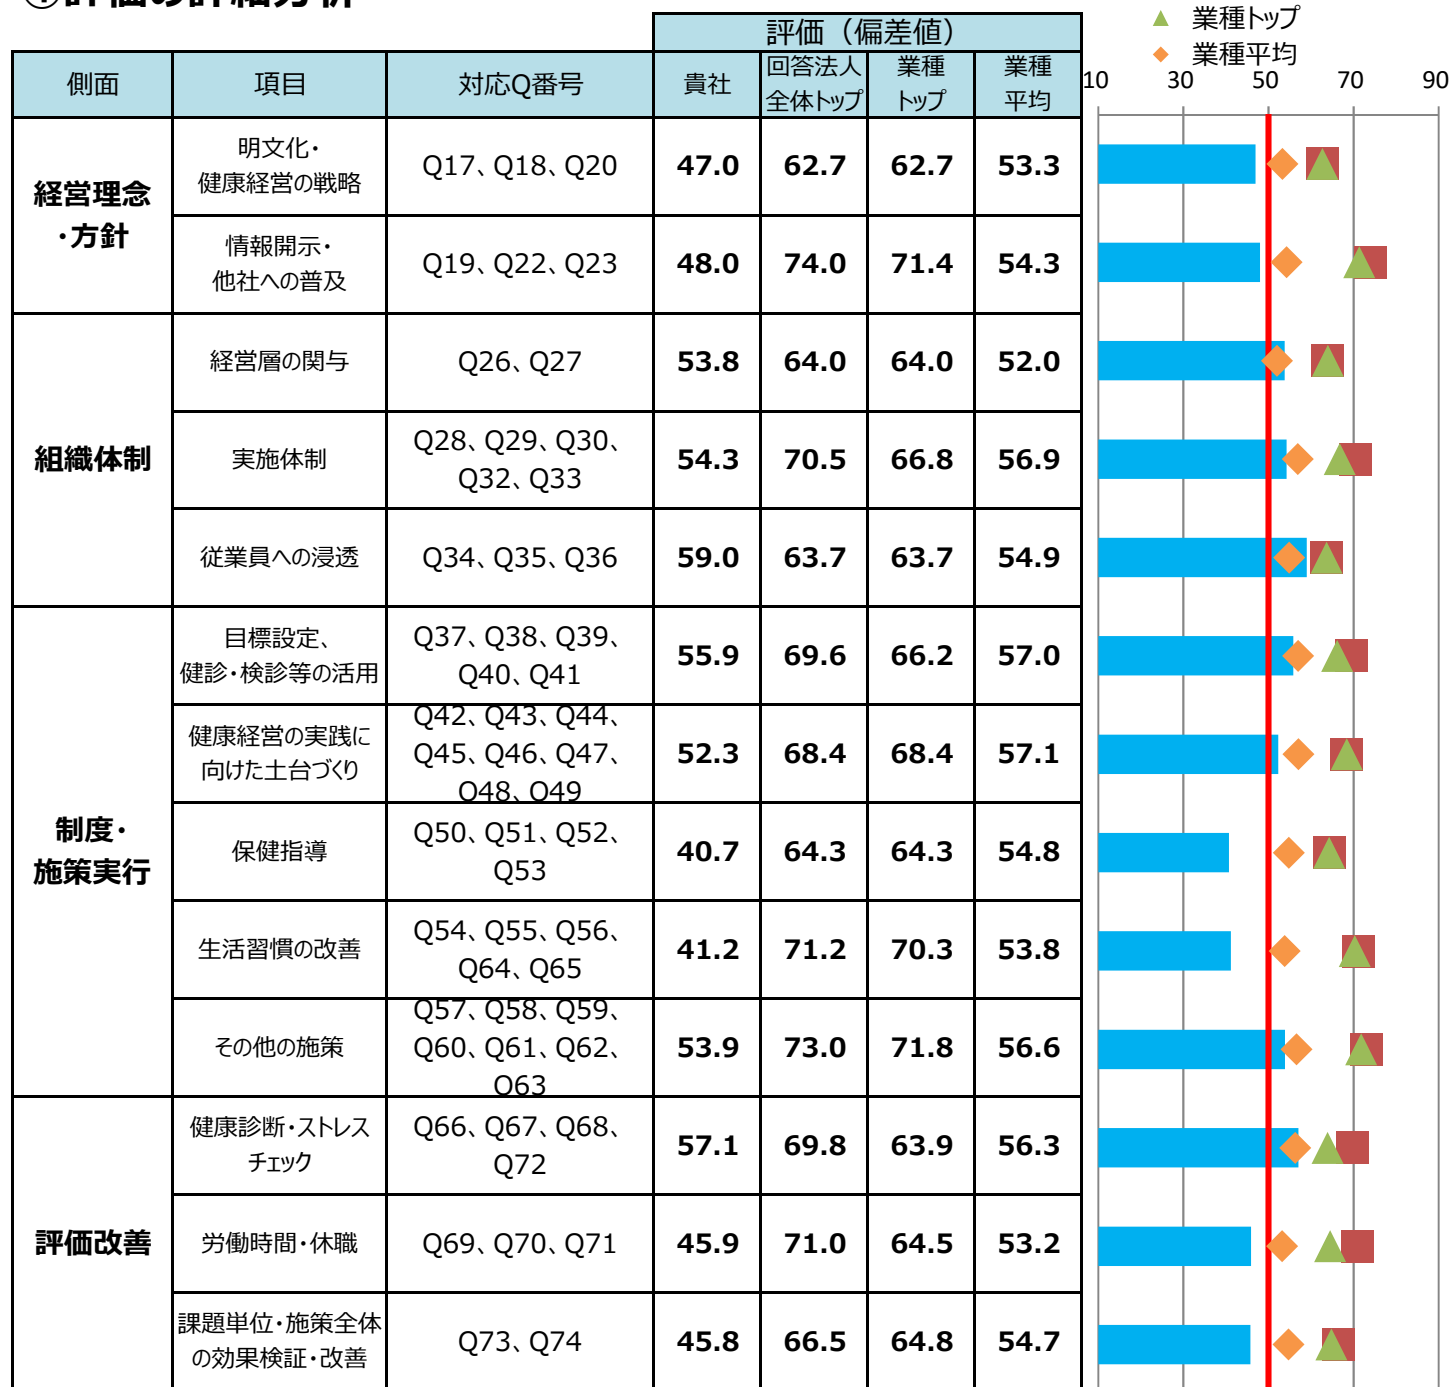 ①評価の詳細分析
業種トップ
業種平均
評価（偏差値）
側面 項目 対応Q番号 貴社 回答法人 業種 業種
全体トップ トップ 平均
10 30 50 70 90
経営理念
・方針
明文化・
健康経営の戦略
Q17、Q18、Q20 47.0 62.7 62.7 53.3
情報開示・
他社への普及
Q19、Q22、Q23 48.0 74.0 71.4 54.3
組織体制
経営層の関与 Q26、Q27 53.8 64.0 64.0 52.0
実施体制
Q28、Q29、Q30、
Q32、Q33
54.3 70.5 66.8 56.9
従業員への浸透 Q34、Q35、Q36 59.0 63.7 63.7 54.9
制度・
施策実行
目標設定、
健診・検診等の活用
Q37、Q38、Q39、
Q40、Q41
55.9 69.6 66.2 57.0
健康経営の実践に
向けた土台づくり
Q42、Q43、Q44、
Q45、Q46、Q47、
Q48、Q49
52.3 68.4 68.4 57.1
保健指導
Q50、Q51、Q52、
Q53
40.7 64.3 64.3 54.8
生活習慣の改善
Q54、Q55、Q56、
Q64、Q65
41.2 71.2 70.3 53.8
その他の施策
Q57、Q58、Q59、
Q60、Q61、Q62、
Q63
53.9 73.0 71.8 56.6
評価改善
健康診断・ストレス
チェック
Q66、Q67、Q68、
Q72
57.1 69.8 63.9 56.3
労働時間・休職 Q69、Q70、Q71 45.9 71.0 64.5 53.2
課題単位・施策全体
の効果検証・改善
Q73、Q74 45.8 66.5 64.8 54.7